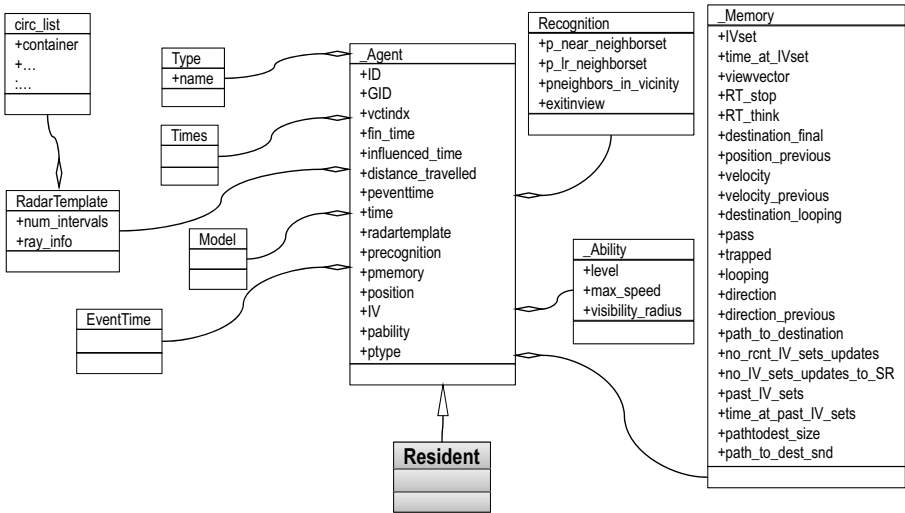 circ_list
+container
+...
:...
RadarTemplate
+num_intervals
+ray_info
Type
+name
Times
Model
EventTime
_Agent
+ID
+GID
+vctindx
+fin_time
+influenced_time
+distance_travelled
+peventtime
+time
+radartemplate
+precognition
+pmemory
+position
+IV
+pability
+ptype
Resident
Recognition
+p_near_neighborset
+p_lr_neighborset
+pneighbors_in_vicinity
+exitinview
_Ability
+level
+max_speed
+visibility_radius
_Memory
+IVset
+time_at_IVset
+viewvector
+RT_stop
+RT_think
+destination_final
+position_previous
+velocity
+velocity_previous
+destination_looping
+pass
+trapped
+looping
+direction
+direction_previous
+path_to_destination
+no_rcnt_IV_sets_updates
+no_IV_sets_updates_to_SR
+past_IV_sets
+time_at_past_IV_sets
+pathtodest_size
+path_to_dest_snd